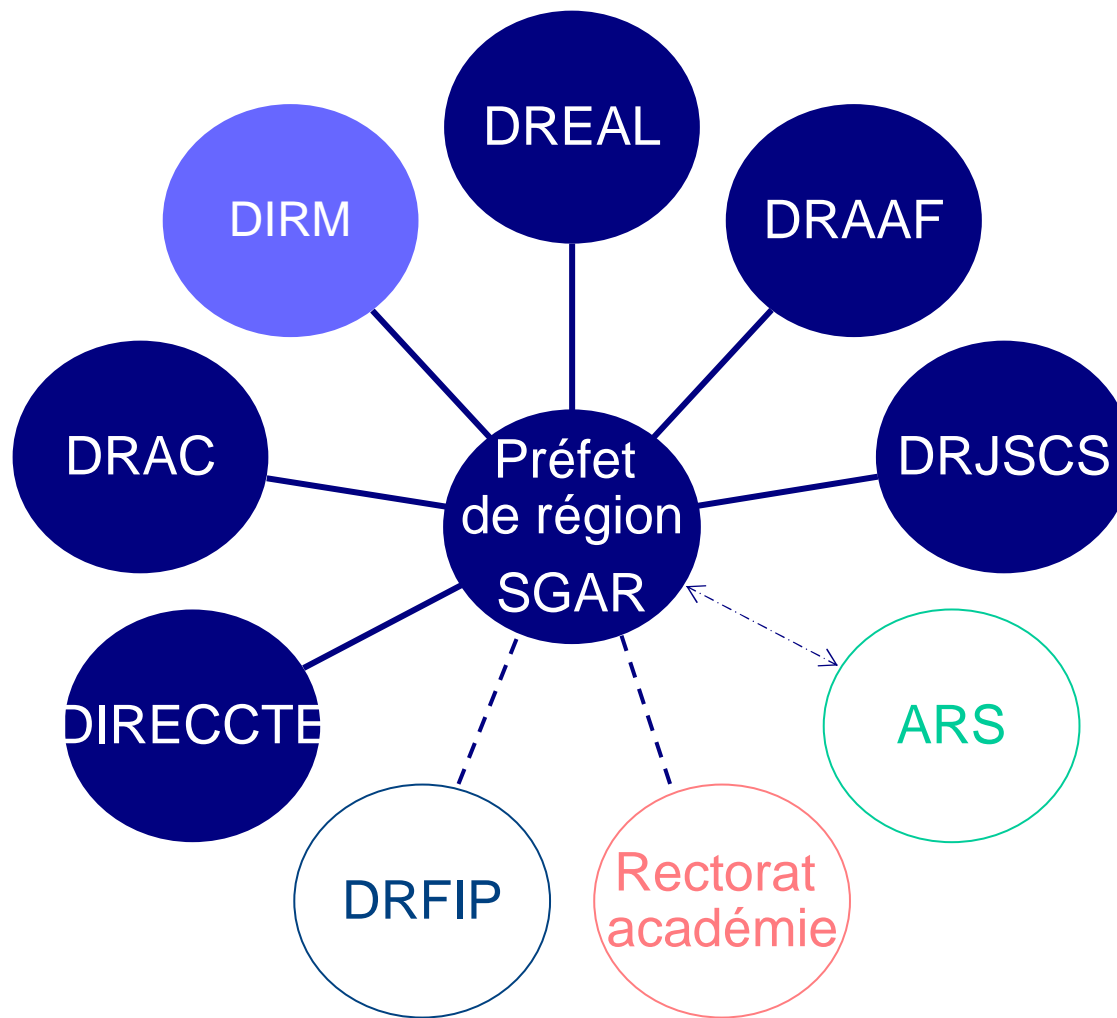 DREAL
DIRM
DRAAF
DRAC
DRJSCS
Préfet
de région
SGAR
DIRECCTE
ARS
DRFIP
Rectorat
académie